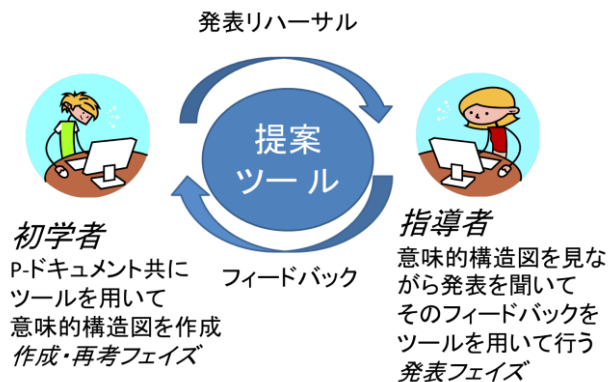 発表リハーサル
提案
ツール
初学者
P-ドキュメント共に
ツールを用いて
意味的構造図を作成
作成・再考フェイズ
フィードバック
指導者
意味的構造図を見な
がら発表を聞いて
そのフィードバックを
ツールを用いて行う
発表フェイズ